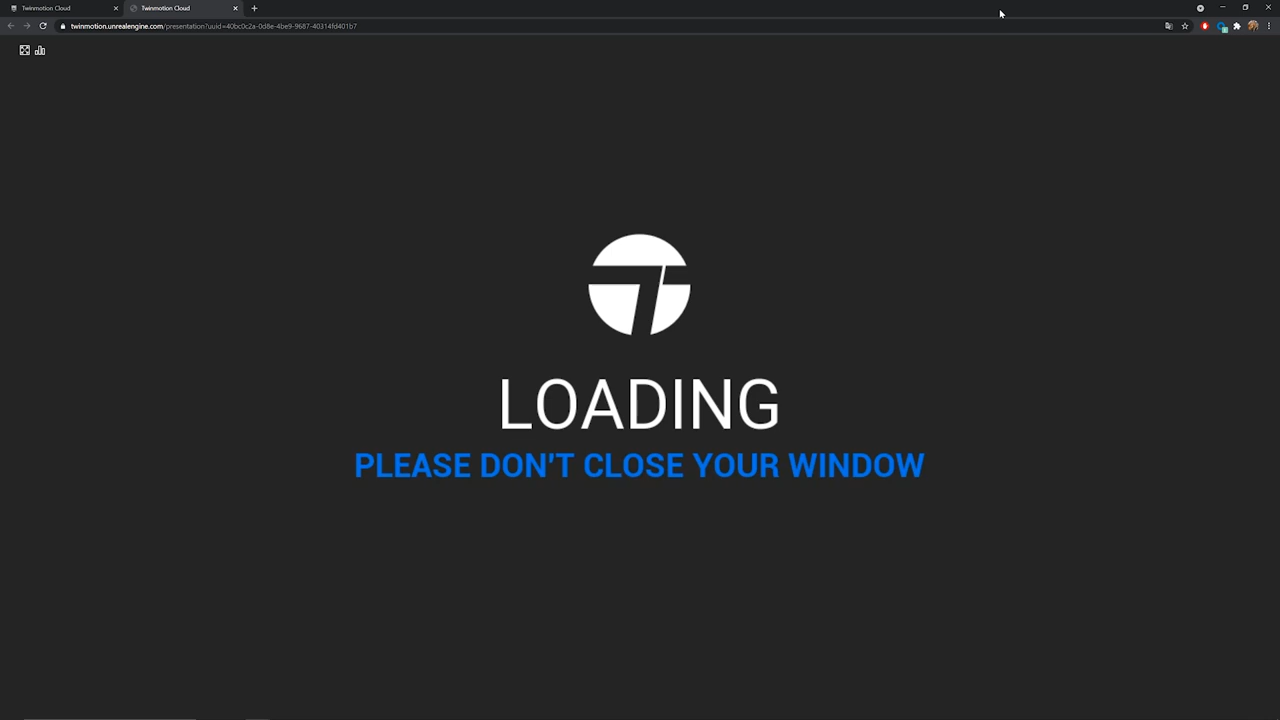 Twinmotion Cloud
Twinmotion Cloud
twinmotion.unrealengine.com/presentation?uuid=40bc0c2a-0d8e-4be9-9687-40314fd401b7
LOADING
PLEASE DON'T CLOSE YOUR WINDOW